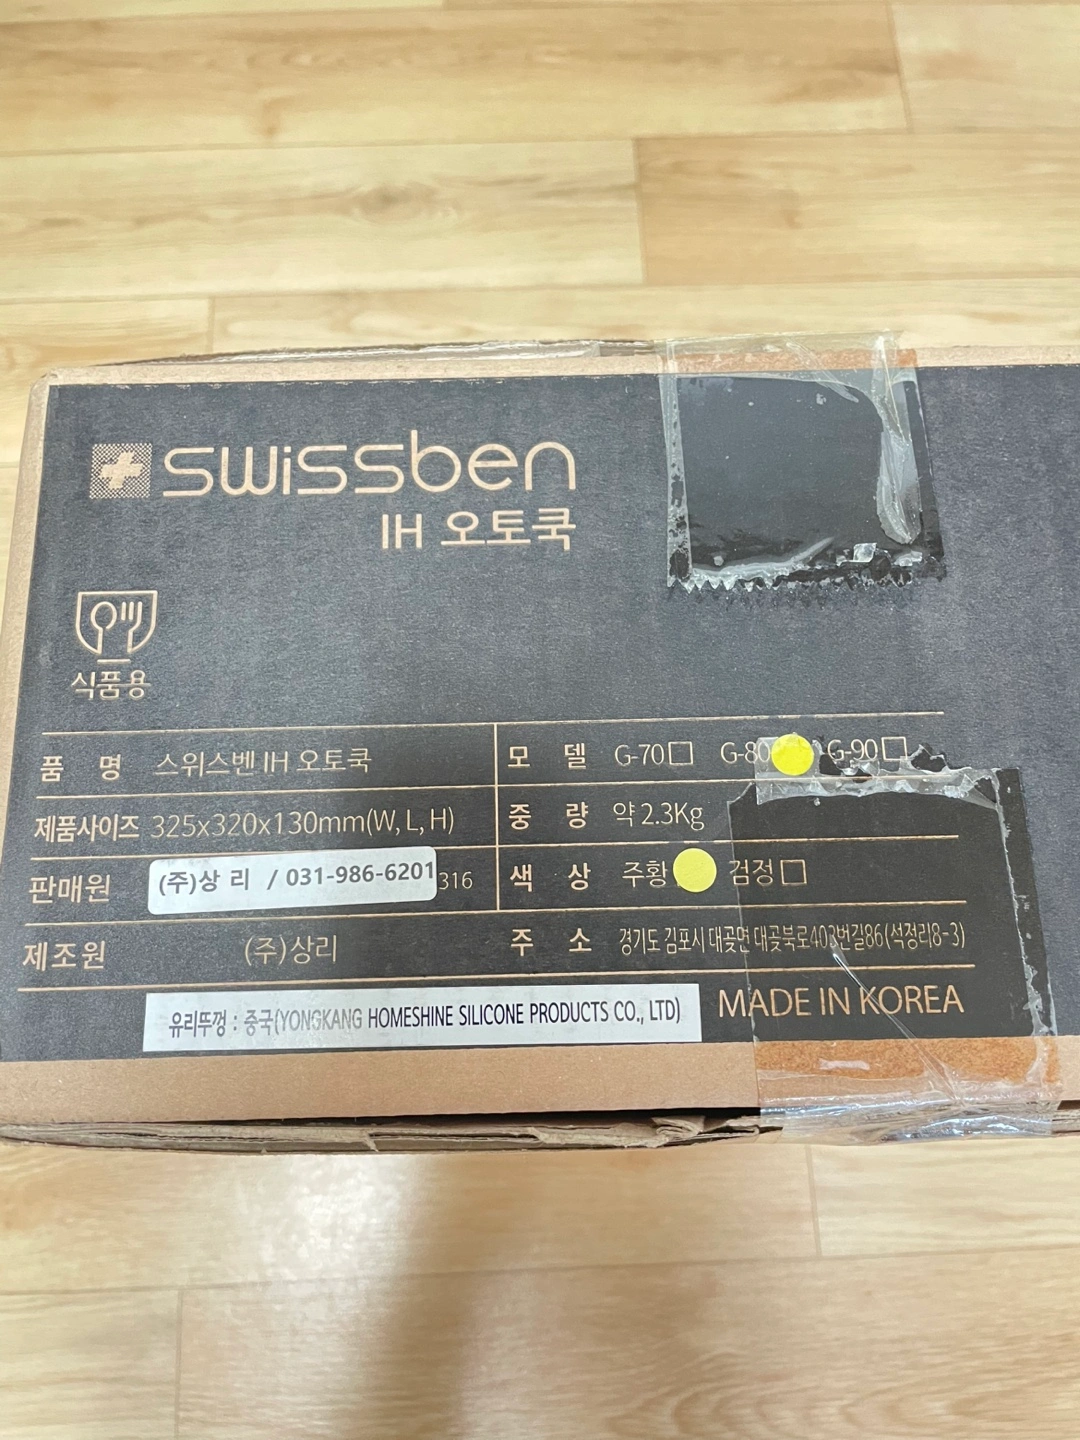 swissben
IH 오토쿡
식품용
품 명 스위스벤 IH 오토쿡
모 델 G-70□ G-80 G-90□
제품사이즈 325x320x130mm(W, L, H)
중 량 약 2.3Kg
판매원 (주)상 리 / 031-986-6201 316
색 상 주황 검정□
제조원 (주)상리
주 소 경기도 김포시 대곶면 대곶북로403번길86(석정리8-3)
유리뚜껑 : 중국(YONGKANG HOMESHINE SILICONE PRODUCTS CO., LTD)
MADE IN KOREA